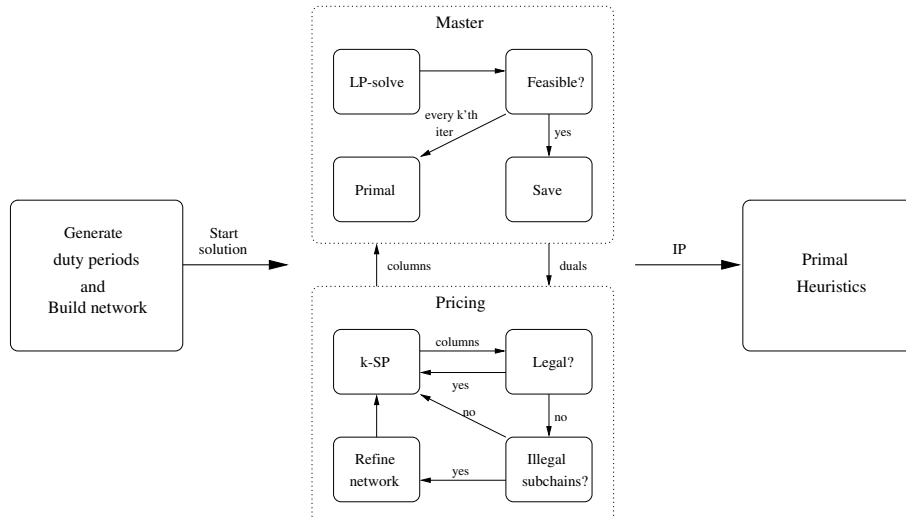 Master
LP-solve
Feasible?
every k'th
iter
yes
Primal
Save
Generate
duty periods
and
Build network
Start
solution
columns
duals
IP
Primal
Heuristics
Pricing
k-SP
columns
Legal?
yes
no
no
Refine
network
yes
Illegal
subchains?